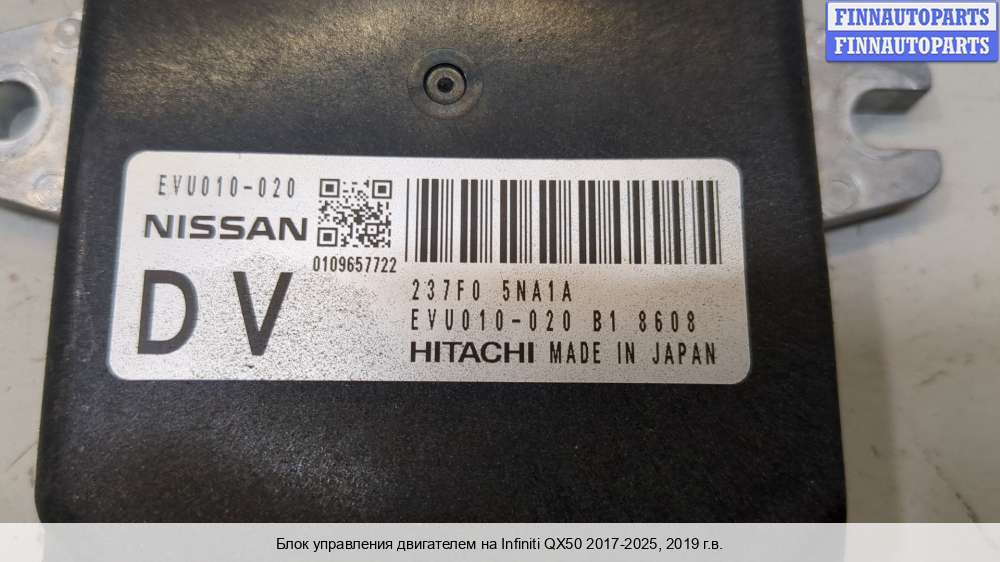 FINNAUTOPARTS
FINNAUTOPARTS
EVU010-020
NISSAN
0109657722
D V
237F0 5NA1A
EVU010-020 B1 8608
HITACHI MADE IN JAPAN
Блок управления двигателем на Infiniti QX50 2017-2025, 2019 г.в.